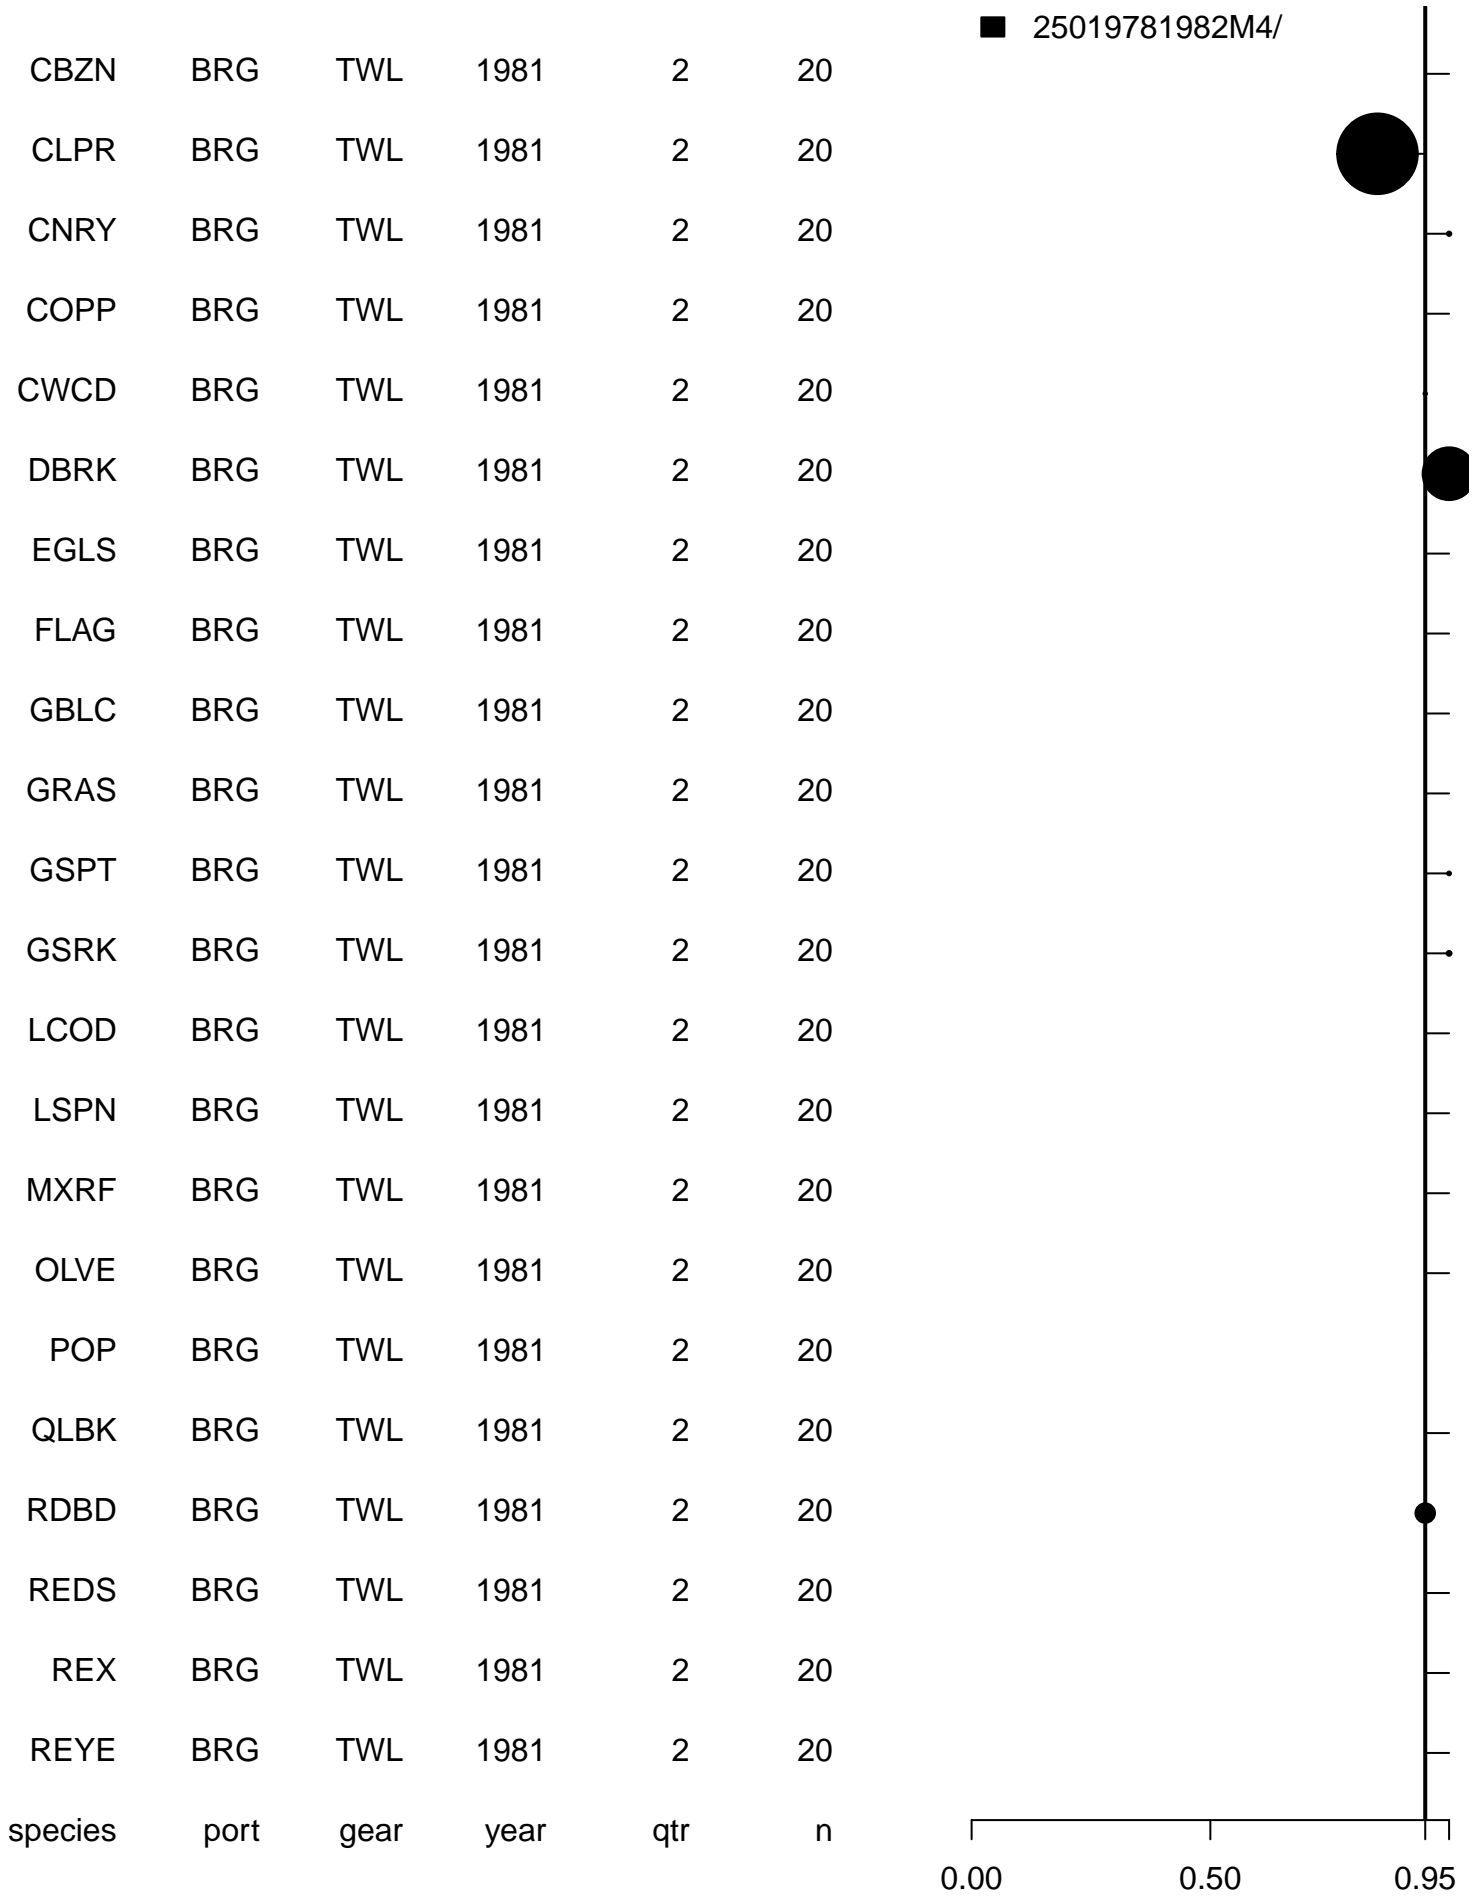 25019781982M4/
CBZN BRG TWL 1981 2 20
CLPR BRG TWL 1981 2 20
CNRY BRG TWL 1981 2 20
COPP BRG TWL 1981 2 20
CWCD BRG TWL 1981 2 20
DBRK BRG TWL 1981 2 20
EGLS BRG TWL 1981 2 20
FLAG BRG TWL 1981 2 20
GBLC BRG TWL 1981 2 20
GRAS BRG TWL 1981 2 20
GSPT BRG TWL 1981 2 20
GSRK BRG TWL 1981 2 20
LCOD BRG TWL 1981 2 20
LSPN BRG TWL 1981 2 20
MXRF BRG TWL 1981 2 20
OLVE BRG TWL 1981 2 20
POP BRG TWL 1981 2 20
QLBK BRG TWL 1981 2 20
RDBD BRG TWL 1981 2 20
REDS BRG TWL 1981 2 20
REX BRG TWL 1981 2 20
REYE BRG TWL 1981 2 20
species port gear year qtr n
0.00 0.50 0.95